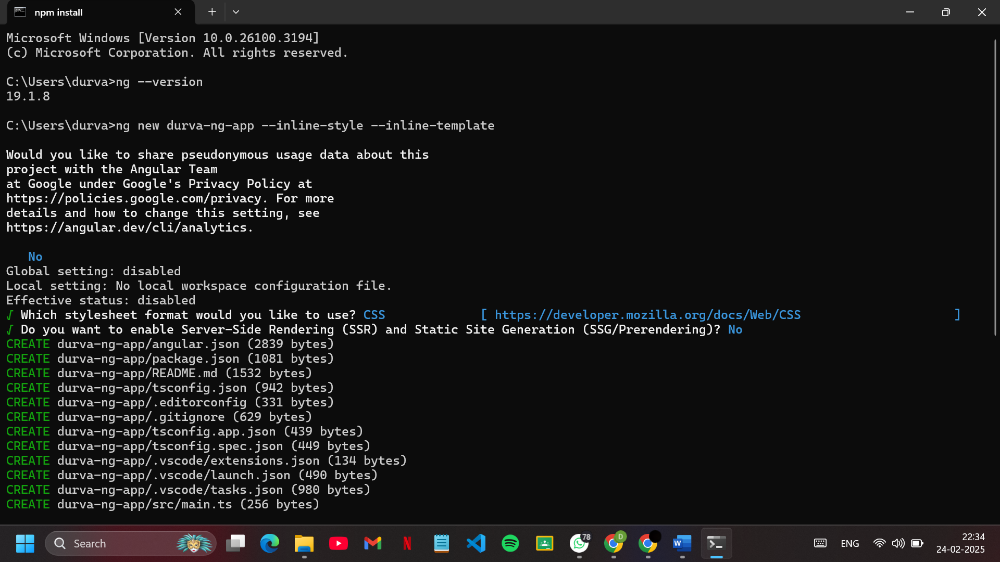 npm install
Microsoft Windows [Version 10.0.26100.3194]
(c) Microsoft Corporation. All rights reserved.
C:\Users\durva>ng --version
19.1.8
C:\Users\durva>ng new durva-ng-app --inline-style --inline-template
Would you like to share pseudonymous usage data about this
project with the Angular Team
at Google under Google's Privacy Policy at
https://policies.google.com/privacy. For more
details and how to change this setting, see
https://angular.dev/cli/analytics.
No
Global setting: disabled
Local setting: No local workspace configuration file.
Effective status: disabled
√ Which stylesheet format would you like to use? CSS [ https://developer.mozilla.org/docs/Web/CSS ]
√ Do you want to enable Server-Side Rendering (SSR) and Static Site Generation (SSG/Prerendering)? No
CREATE durva-ng-app/angular.json (2839 bytes)
CREATE durva-ng-app/package.json (1081 bytes)
CREATE durva-ng-app/README.md (1532 bytes)
CREATE durva-ng-app/tsconfig.json (942 bytes)
CREATE durva-ng-app/.editorconfig (331 bytes)
CREATE durva-ng-app/.gitignore (629 bytes)
CREATE durva-ng-app/tsconfig.app.json (439 bytes)
CREATE durva-ng-app/tsconfig.spec.json (449 bytes)
CREATE durva-ng-app/.vscode/extensions.json (134 bytes)
CREATE durva-ng-app/.vscode/launch.json (490 bytes)
CREATE durva-ng-app/.vscode/tasks.json (980 bytes)
CREATE durva-ng-app/src/main.ts (256 bytes)
Search
78
D
W
ENG
22:34
24-02-2025